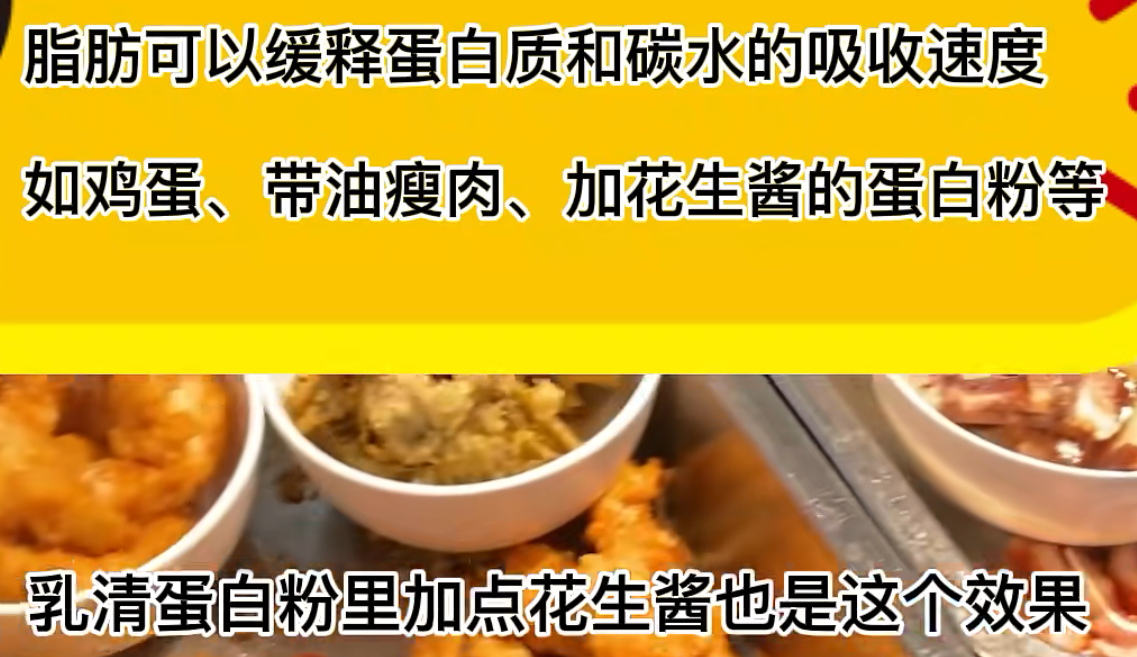 脂肪可以缓释蛋白质和碳水的吸收速度
如鸡蛋、带油瘦肉、加花生酱的蛋白粉等
乳清蛋白粉里加点花生酱也是这个效果